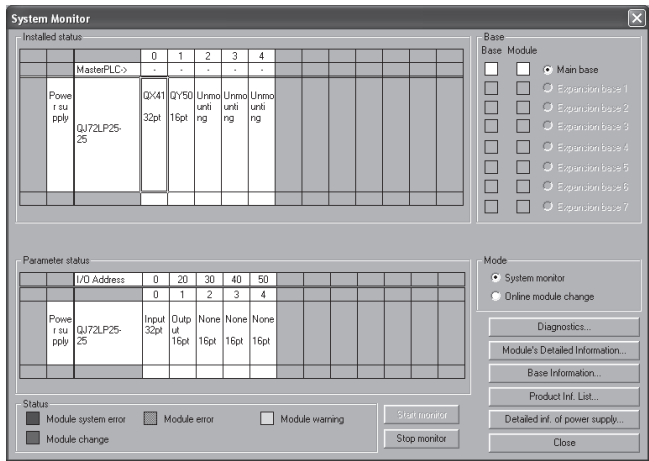 System Monitor
Installed status
0 1 2 3 4
MasterPLC-> - - - - -
Powe QX41 QY50 Unmo Unmo Unmo
r su unti unti unti
pply QJ72LP25- 32pt 16pt ng ng ng
25
Base
Base Module
Main base
Expansion base 1
Expansion base 2
Expansion base 3
Expansion base 4
Expansion base 5
Expansion base 6
Expansion base 7
Parameter status
I/O Address 0 20 30 40 50
0 1 2 3 4
Powe Input Outp None None None
r su QJ72LP25- 32pt ut
pply 25 16pt 16pt 16pt 16pt
Mode
System monitor
Online module change
Diagnostics...
Module's Detailed Information...
Base Information...
Product Inf. List...
Detailed inf. of power supply...
Close
Status
Module system error Module error Module warning
Module change
Start monitor
Stop monitor